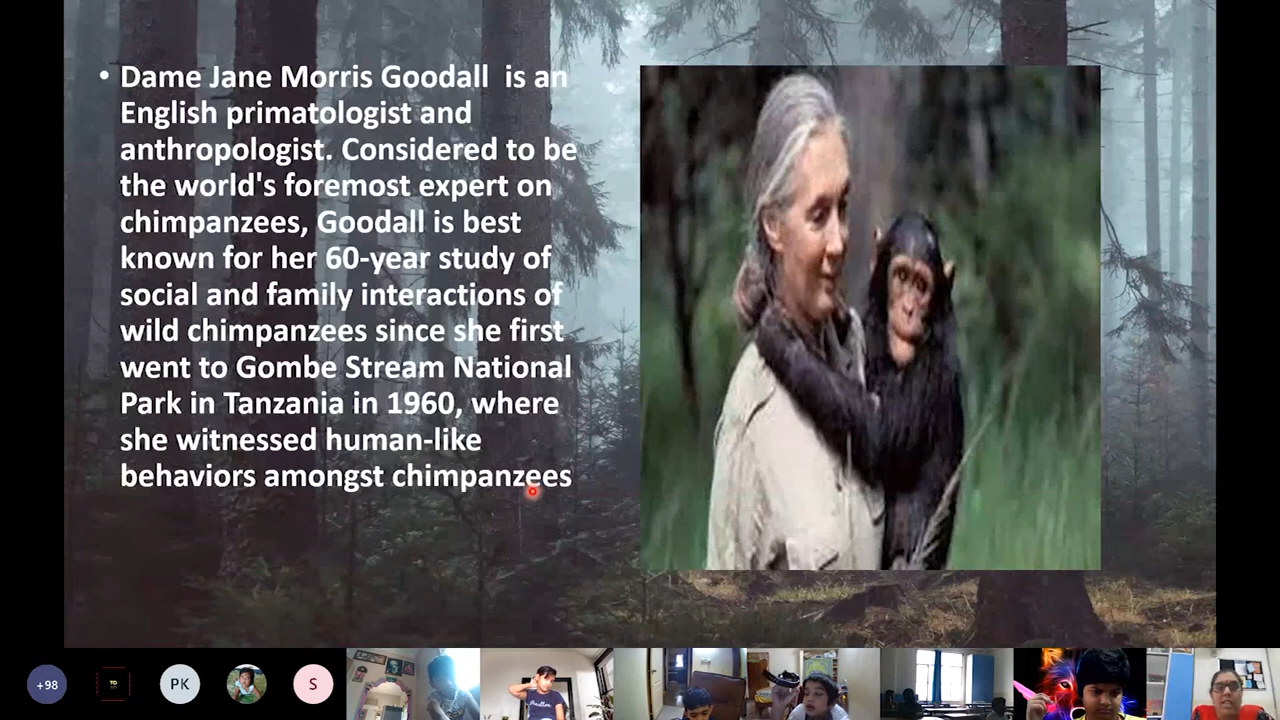 • Dame Jane Morris Goodall is an
English primatologist and
anthropologist. Considered to be
the world's foremost expert on
chimpanzees, Goodall is best
known for her 60-year study of
social and family interactions of
wild chimpanzees since she first
went to Gombe Stream National
Park in Tanzania in 1960, where
she witnessed human-like
behaviors amongst chimpanzees
+98
TO
PK
S